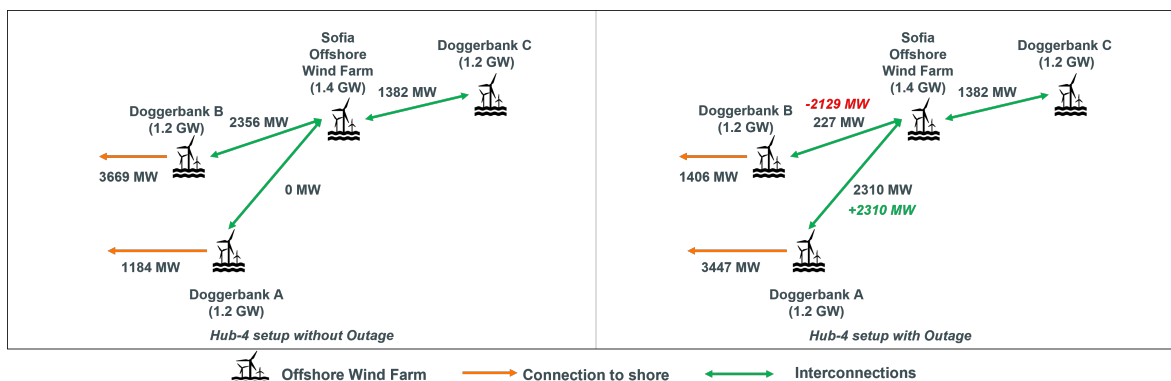 Sofia
Offshore
Wind Farm
(1.4 GW)
Doggerbank C
(1.2 GW)
1382 MW
Doggerbank B
(1.2 GW)
2356 MW
3669 MW
0 MW
1184 MW
Doggerbank A
(1.2 GW)
Hub-4 setup without Outage
Sofia
Offshore
Wind Farm
(1.4 GW)
Doggerbank C
(1.2 GW)
1382 MW
-2129 MW
Doggerbank B
(1.2 GW)
227 MW
1406 MW
2310 MW
+2310 MW
3447 MW
Doggerbank A
(1.2 GW)
Hub-4 setup with Outage
Offshore Wind Farm
Connection to shore
Interconnections